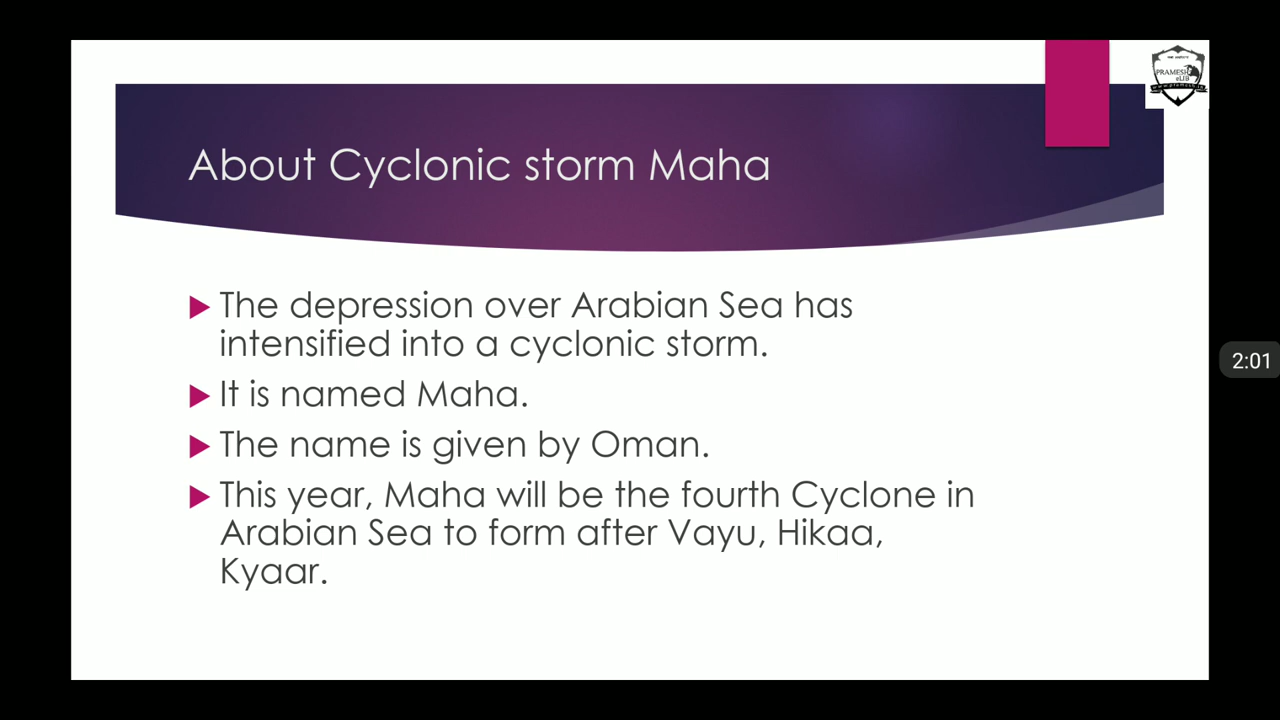 PRAMESH
eLIB
About Cyclonic storm Maha
The depression over Arabian Sea has
intensified into a cyclonic storm.
It is named Maha.
The name is given by Oman.
This year, Maha will be the fourth Cyclone in
Arabian Sea to form after Vayu, Hikaa,
Kyaar.
2:01